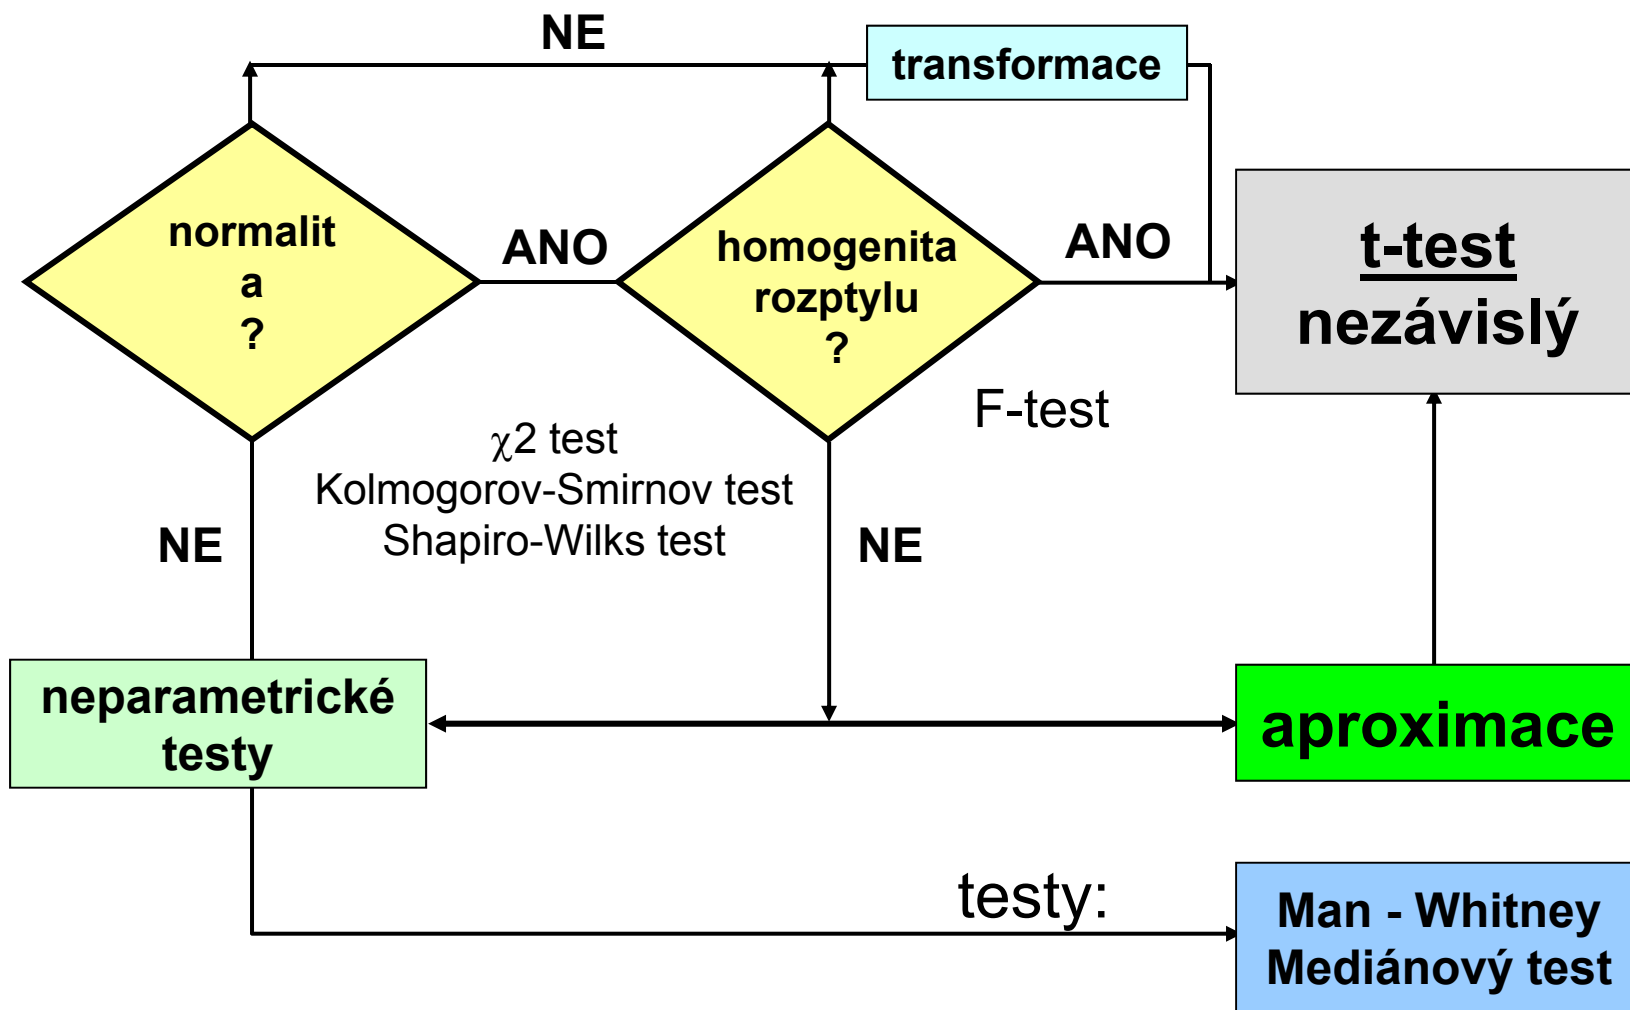 NE
transformace
normalit
a
?
ANO
homogenita
rozptylu
?
ANO
t-test
nezávislý
F-test
χ2 test
Kolmogorov-Smirnov test
Shapiro-Wilks test
NE
NE
neparametrické
testy
aproximace
testy:
Man - Whitney
Mediánový test